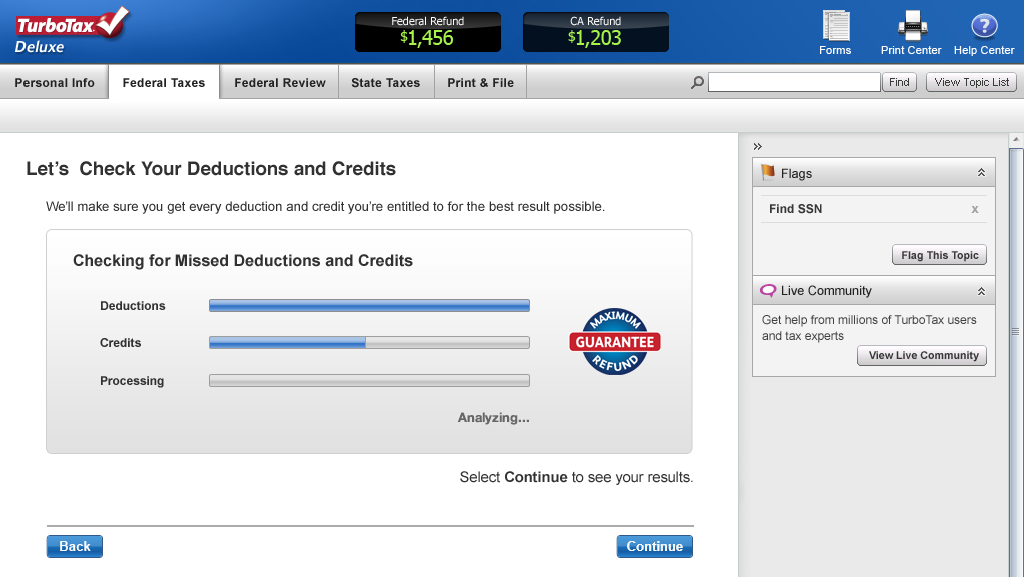 TurboTax
Deluxe
Federal Refund
$1,456
CA Refund
$1,203
Forms
Print Center
Help Center
Personal Info
Federal Taxes
Federal Review
State Taxes
Print & File
Find
View Topic List
Let's Check Your Deductions and Credits
We'll make sure you get every deduction and credit you're entitled to for the best result possible.
Checking for Missed Deductions and Credits
Deductions
Credits
Processing
Analyzing...
MAXIMUM
GUARANTEE
REFUND
Select Continue to see your results.
Back
Continue
»
Flags
Find SSN
x
Flag This Topic
Live Community
Get help from millions of TurboTax users
and tax experts
View Live Community